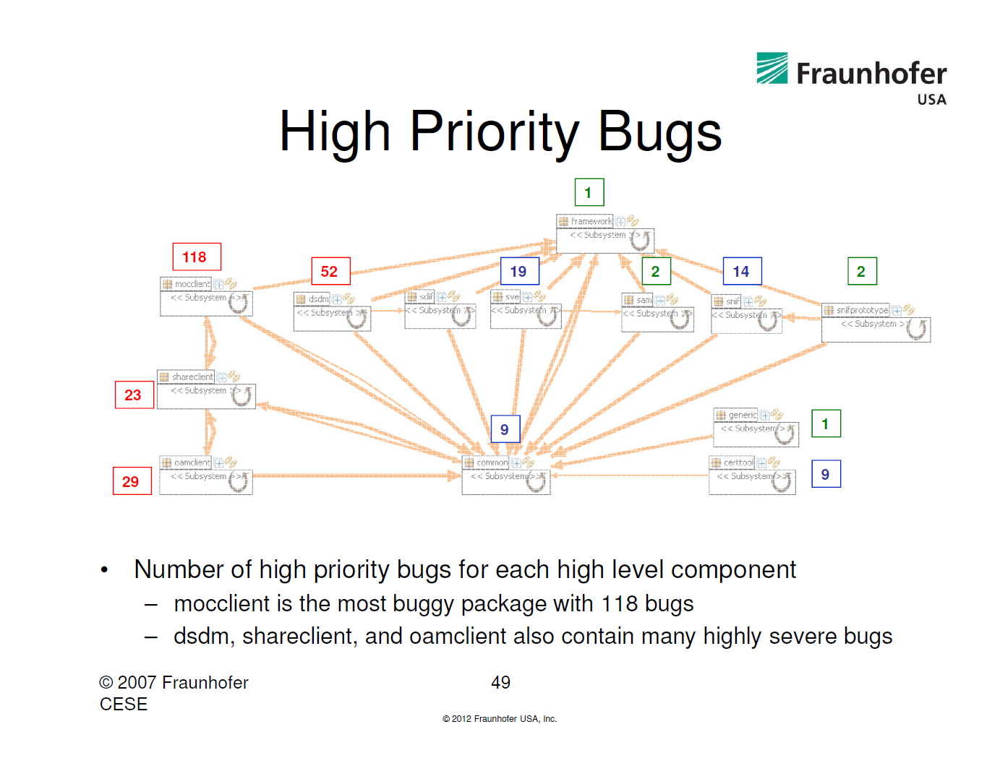 Fraunhofer
USA
High Priority Bugs
1
framework
<< Subsystem >>
118
52
19
2
14
2
mocclient
<< Subsystem >>
dsdm
<< Subsystem
sdif
<< Subsystem >>
sve
<< Subsystem >>
sam
<< Subsystem >>
snif
<< Subsystem >>
snifprototype
<< Subsystem >
shareclient
<< Subsystem >>
23
9
generic
<< Subsystem >>
1
oamclient
<< Subsystem >>
29
common
<< Subsystem >>
certtool
<< Subsystem >>
9
• Number of high priority bugs for each high level component
– mocclient is the most buggy package with 118 bugs
– dsdm, shareclient, and oamclient also contain many highly severe bugs
© 2007 Fraunhofer
CESE
49
© 2012 Fraunhofer USA, Inc.